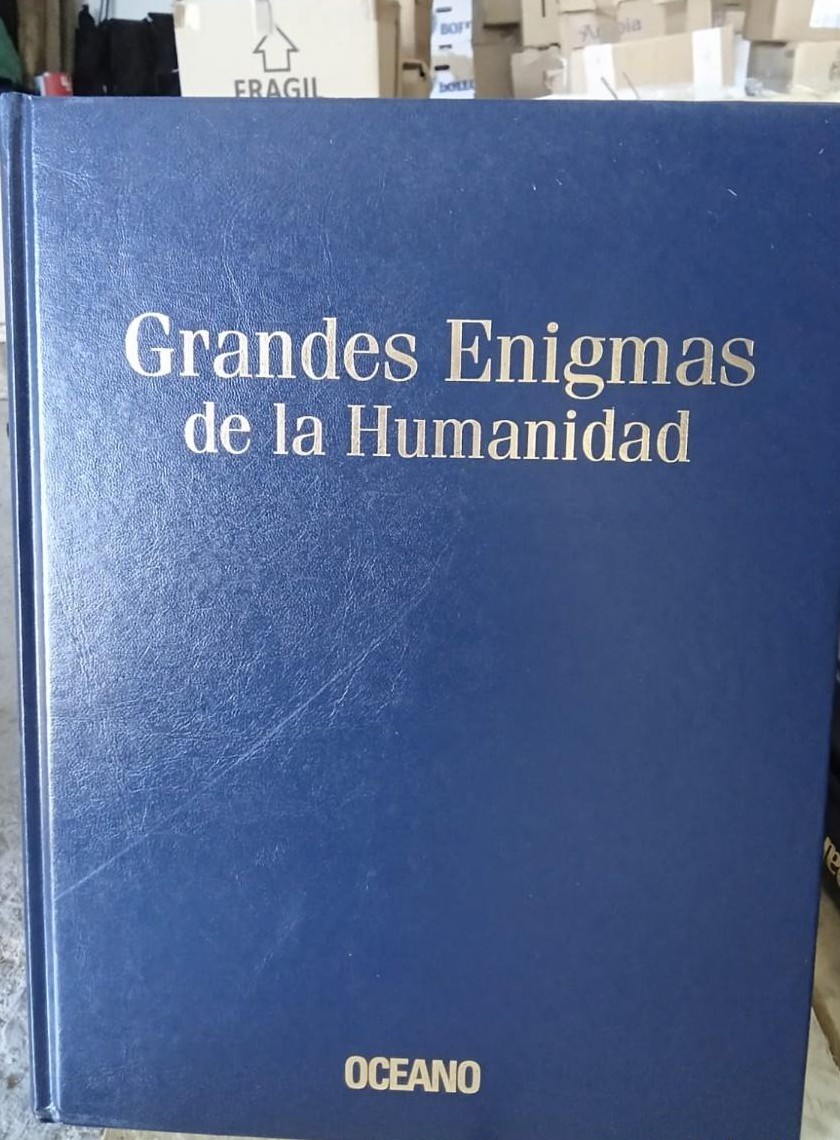 FRAGIL
Grandes Enigmas
de la Humanidad
OCEANO